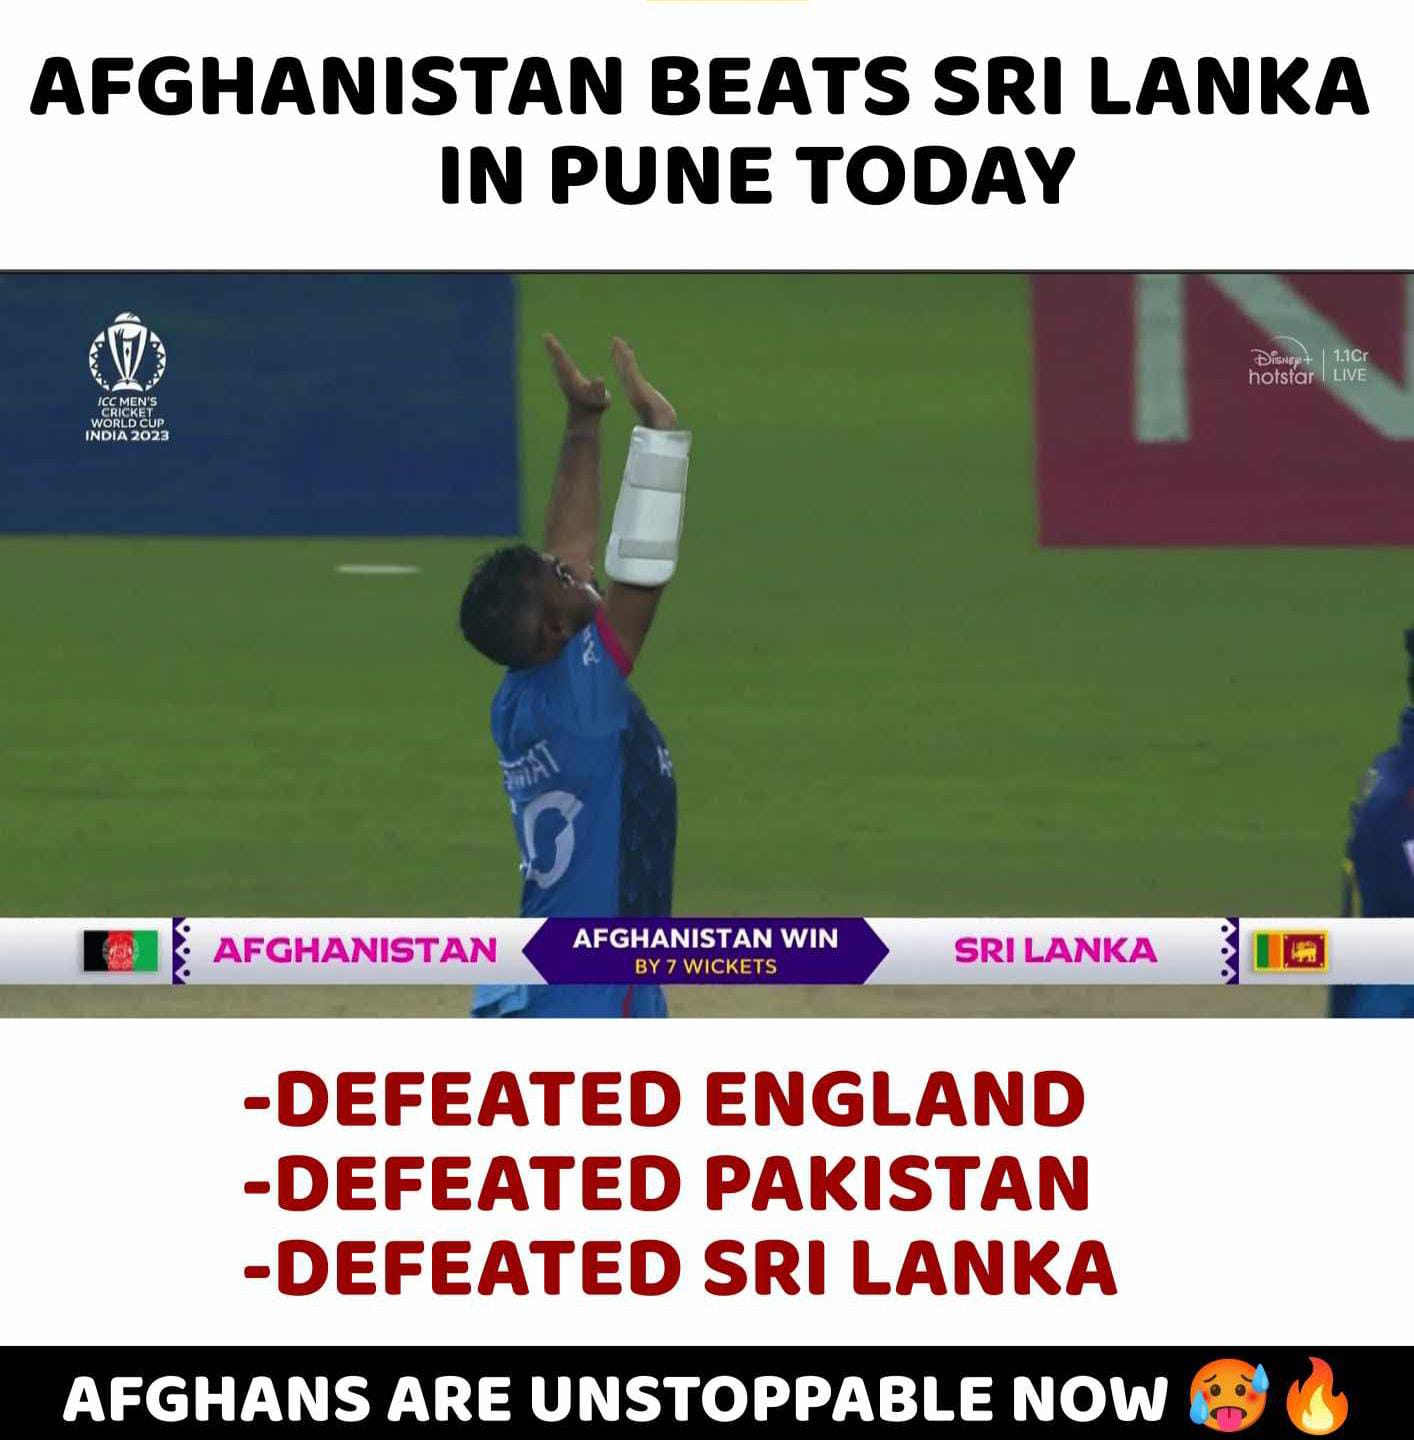 AFGHANISTAN BEATS SRI LANKA
IN PUNE TODAY
ICC MEN'S
CRICKET
WORLD CUP
INDIA 2023
Disney+
hotstar
1.1Cr
LIVE
N
AFGHANISTAN
AFGHANISTAN WIN
BY 7 WICKETS
SRI LANKA
-DEFEATED ENGLAND
-DEFEATED PAKISTAN
-DEFEATED SRI LANKA
AFGHANS ARE UNSTOPPABLE NOW 🥵🔥